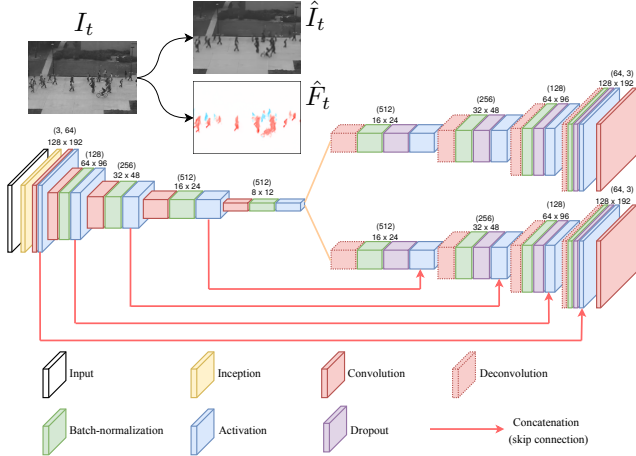 I_t
Î_t
F̂_t
(3, 64)
128 x 192
(128)
64 x 96
(256)
32 x 48
(512)
16 x 24
(512)
8 x 12
(512)
16 x 24
(256)
32 x 48
(128)
64 x 96
(64, 3)
128 x 192
(512)
16 x 24
(256)
32 x 48
(128)
64 x 96
(64, 3)
128 x 192
Input
Inception
Convolution
Deconvolution
Batch-normalization
Activation
Dropout
Concatenation
(skip connection)